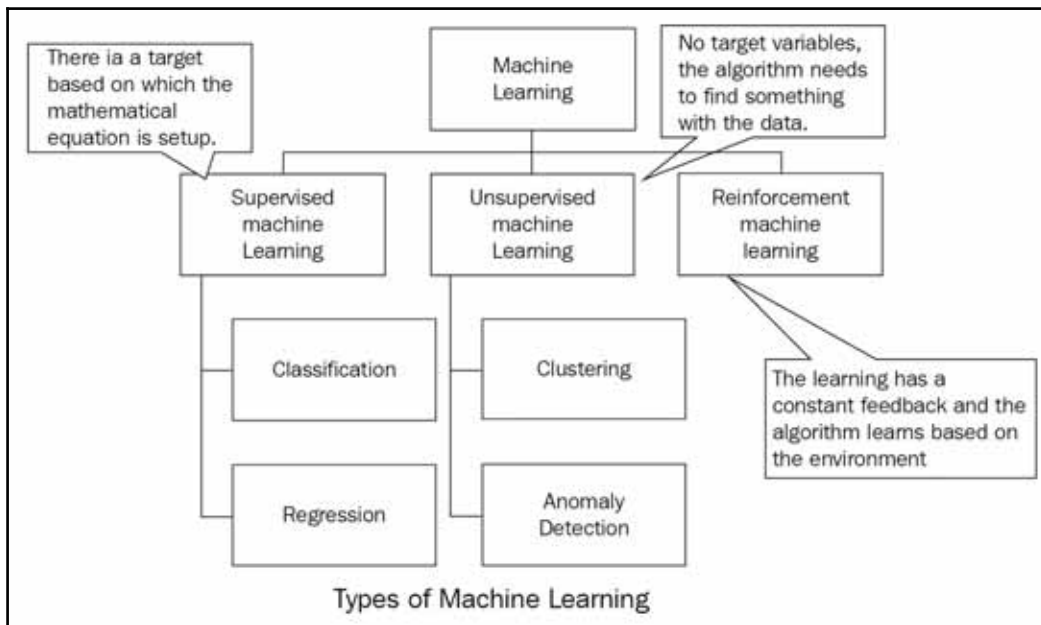 There ia a target
based on which the
mathematical
equation is setup.
Machine
Learning
No target variables,
the algorithm needs
to find something
with the data.
Supervised
machine
Learning
Unsupervised
machine
Learning
Reinforcement
machine
learning
Classification
Clustering
The learning has a
constant feedback and the
algorithm learns based on
the environment
Regression
Anomaly
Detection
Types of Machine Learning